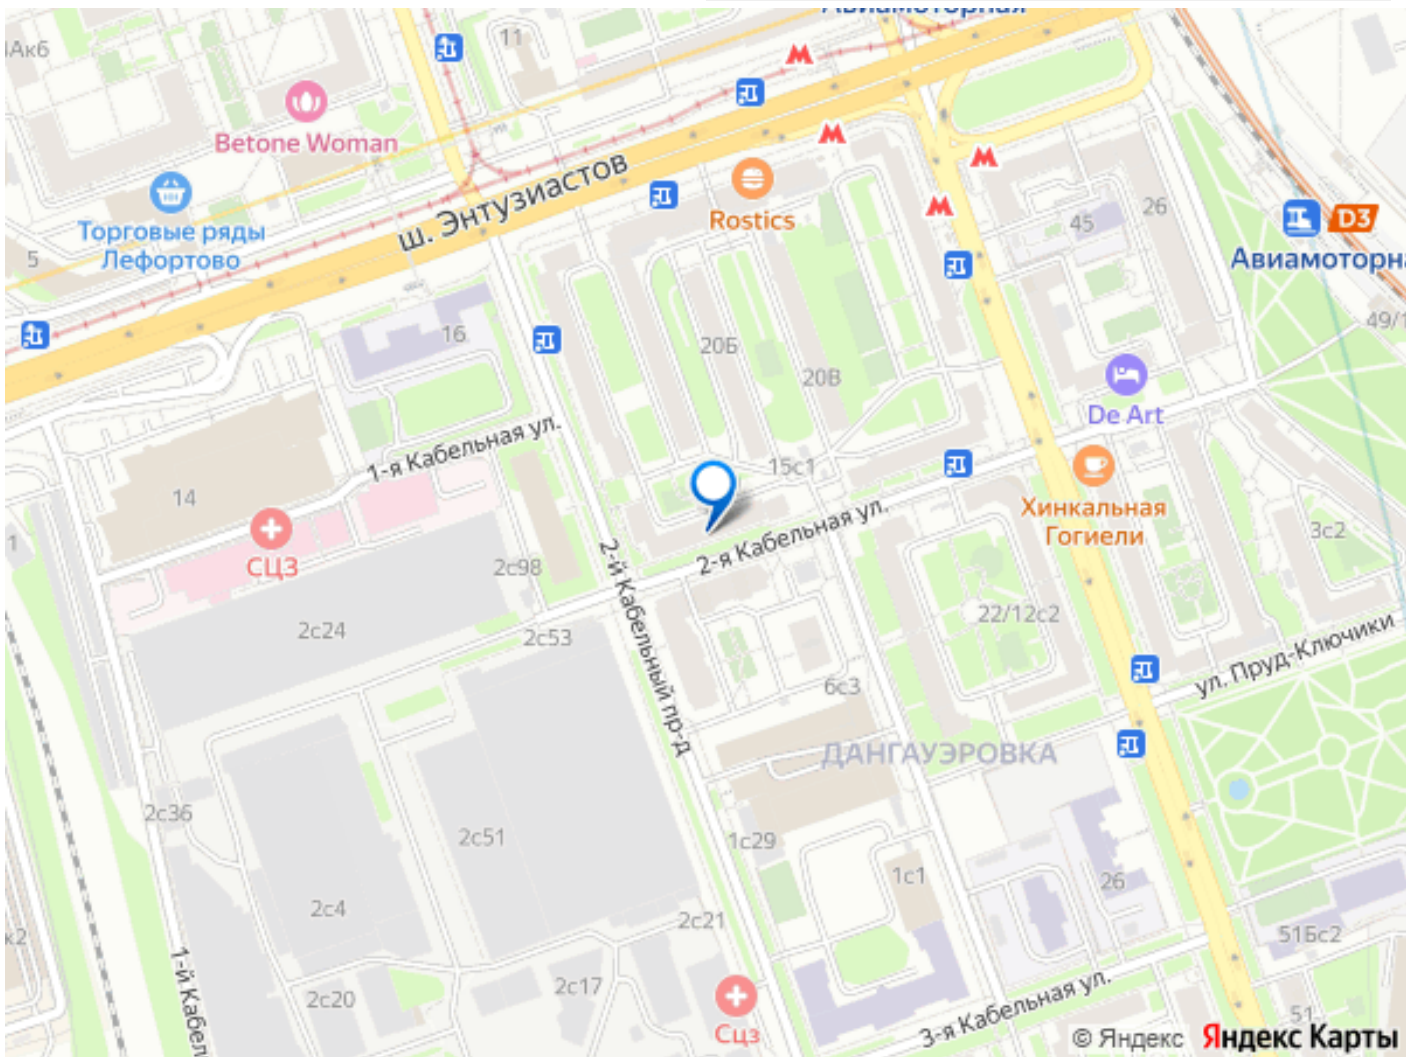 Авиамоторная
11
Betone Woman
ш. Энтузиастов
Rostics
Торговые ряды
Лефортово
5
45
26
D3
Авиамоторна
49/1
16
20Б
20В
De Art
1-я Кабельная ул.
15с1
14
Хинкальная
Гогиели
3с2
1
СЦЗ
2с98
2-я Кабельная ул.
2-й Кабельный пр-д
2с24
2с53
22/12с2
ул. Пруд-Ключики
6с3
ДАНГАУЭРОВКА
2с36
2с51
1с29
1с1
26
2с4
2с21
51Бс2
к2
1-й Кабел
2с20
2с17
Сцз
3-я Кабельная ул.
51
© Яндекс Яндекс Карты